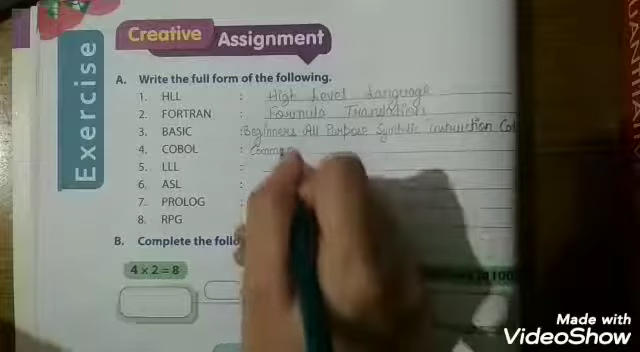 Exercise
Creative Assignment
A. Write the full form of the following.
1. HLL : High Level Language
2. FORTRAN : Formula Translation
3. BASIC : Beginners All Purpose Symbolic instruction Co
4. COBOL : Common
5. LLL :
6. ASL :
7. PROLOG :
8. RPG
B. Complete the follo
4 x 2 = 8
100
Made with
VideoShow